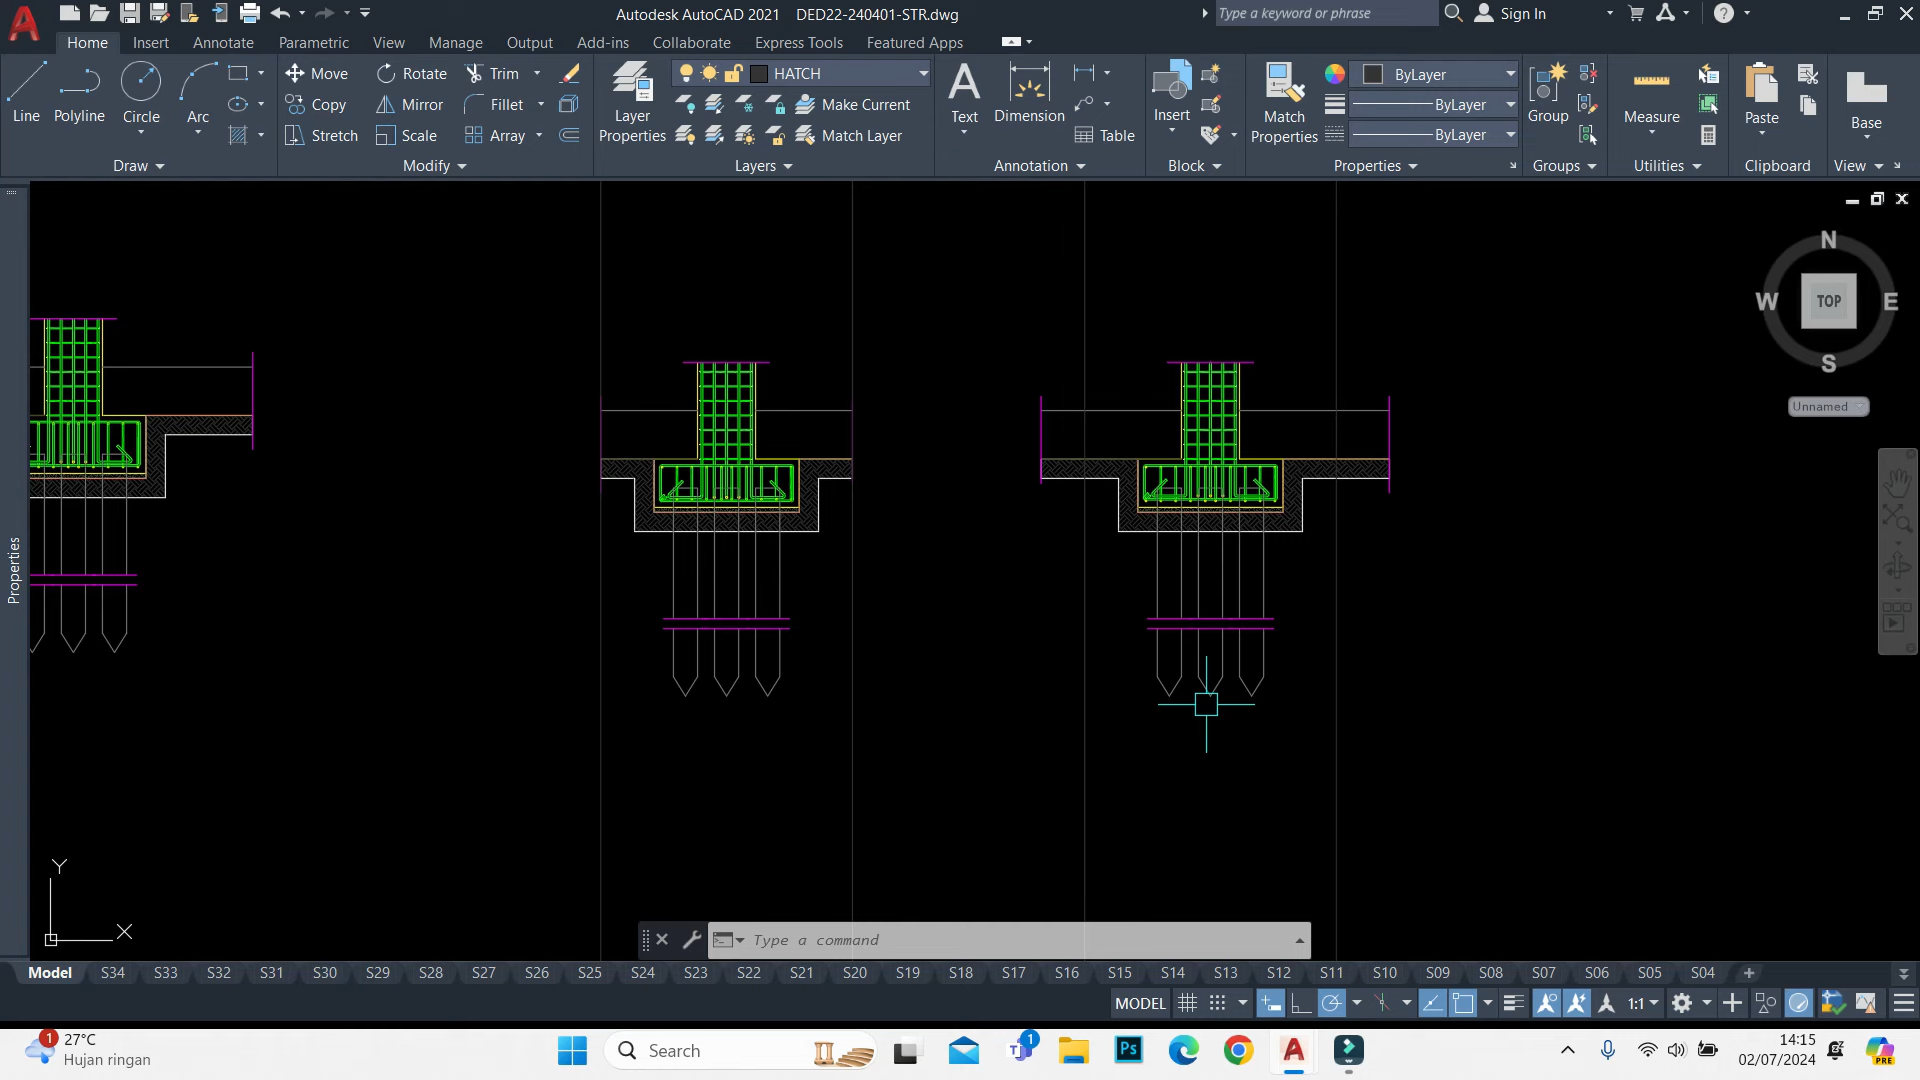 Autodesk AutoCAD 2021 DED22-240401-STR.dwg
Type a keyword or phrase
Sign In
Home Insert Annotate Parametric View Manage Output Add-ins Collaborate Express Tools Featured Apps
Line Polyline Circle Arc
Move Rotate Trim
Copy Mirror Fillet
Stretch Scale Array
Draw Modify
Layer Properties
HATCH
Make Current
Match Layer
Layers
Text Dimension Table
Annotation
Insert
Block
Match Properties
ByLayer
ByLayer
ByLayer
Properties
Group
Groups
Measure
Utilities
Paste
Clipboard
Base
View
N
W TOP E
S
Unnamed
Properties
Y
X
Type a command
Model S34 S33 S32 S31 S30 S29 S28 S27 S26 S25 S24 S23 S22 S21 S20 S19 S18 S17 S16 S15 S14 S13 S12 S11 S10 S09 S08 S07 S06 S05 S04
MODEL 1:1
1
27°C
Hujan ringan
Search
1
Ps
14:15
02/07/2024
PRE